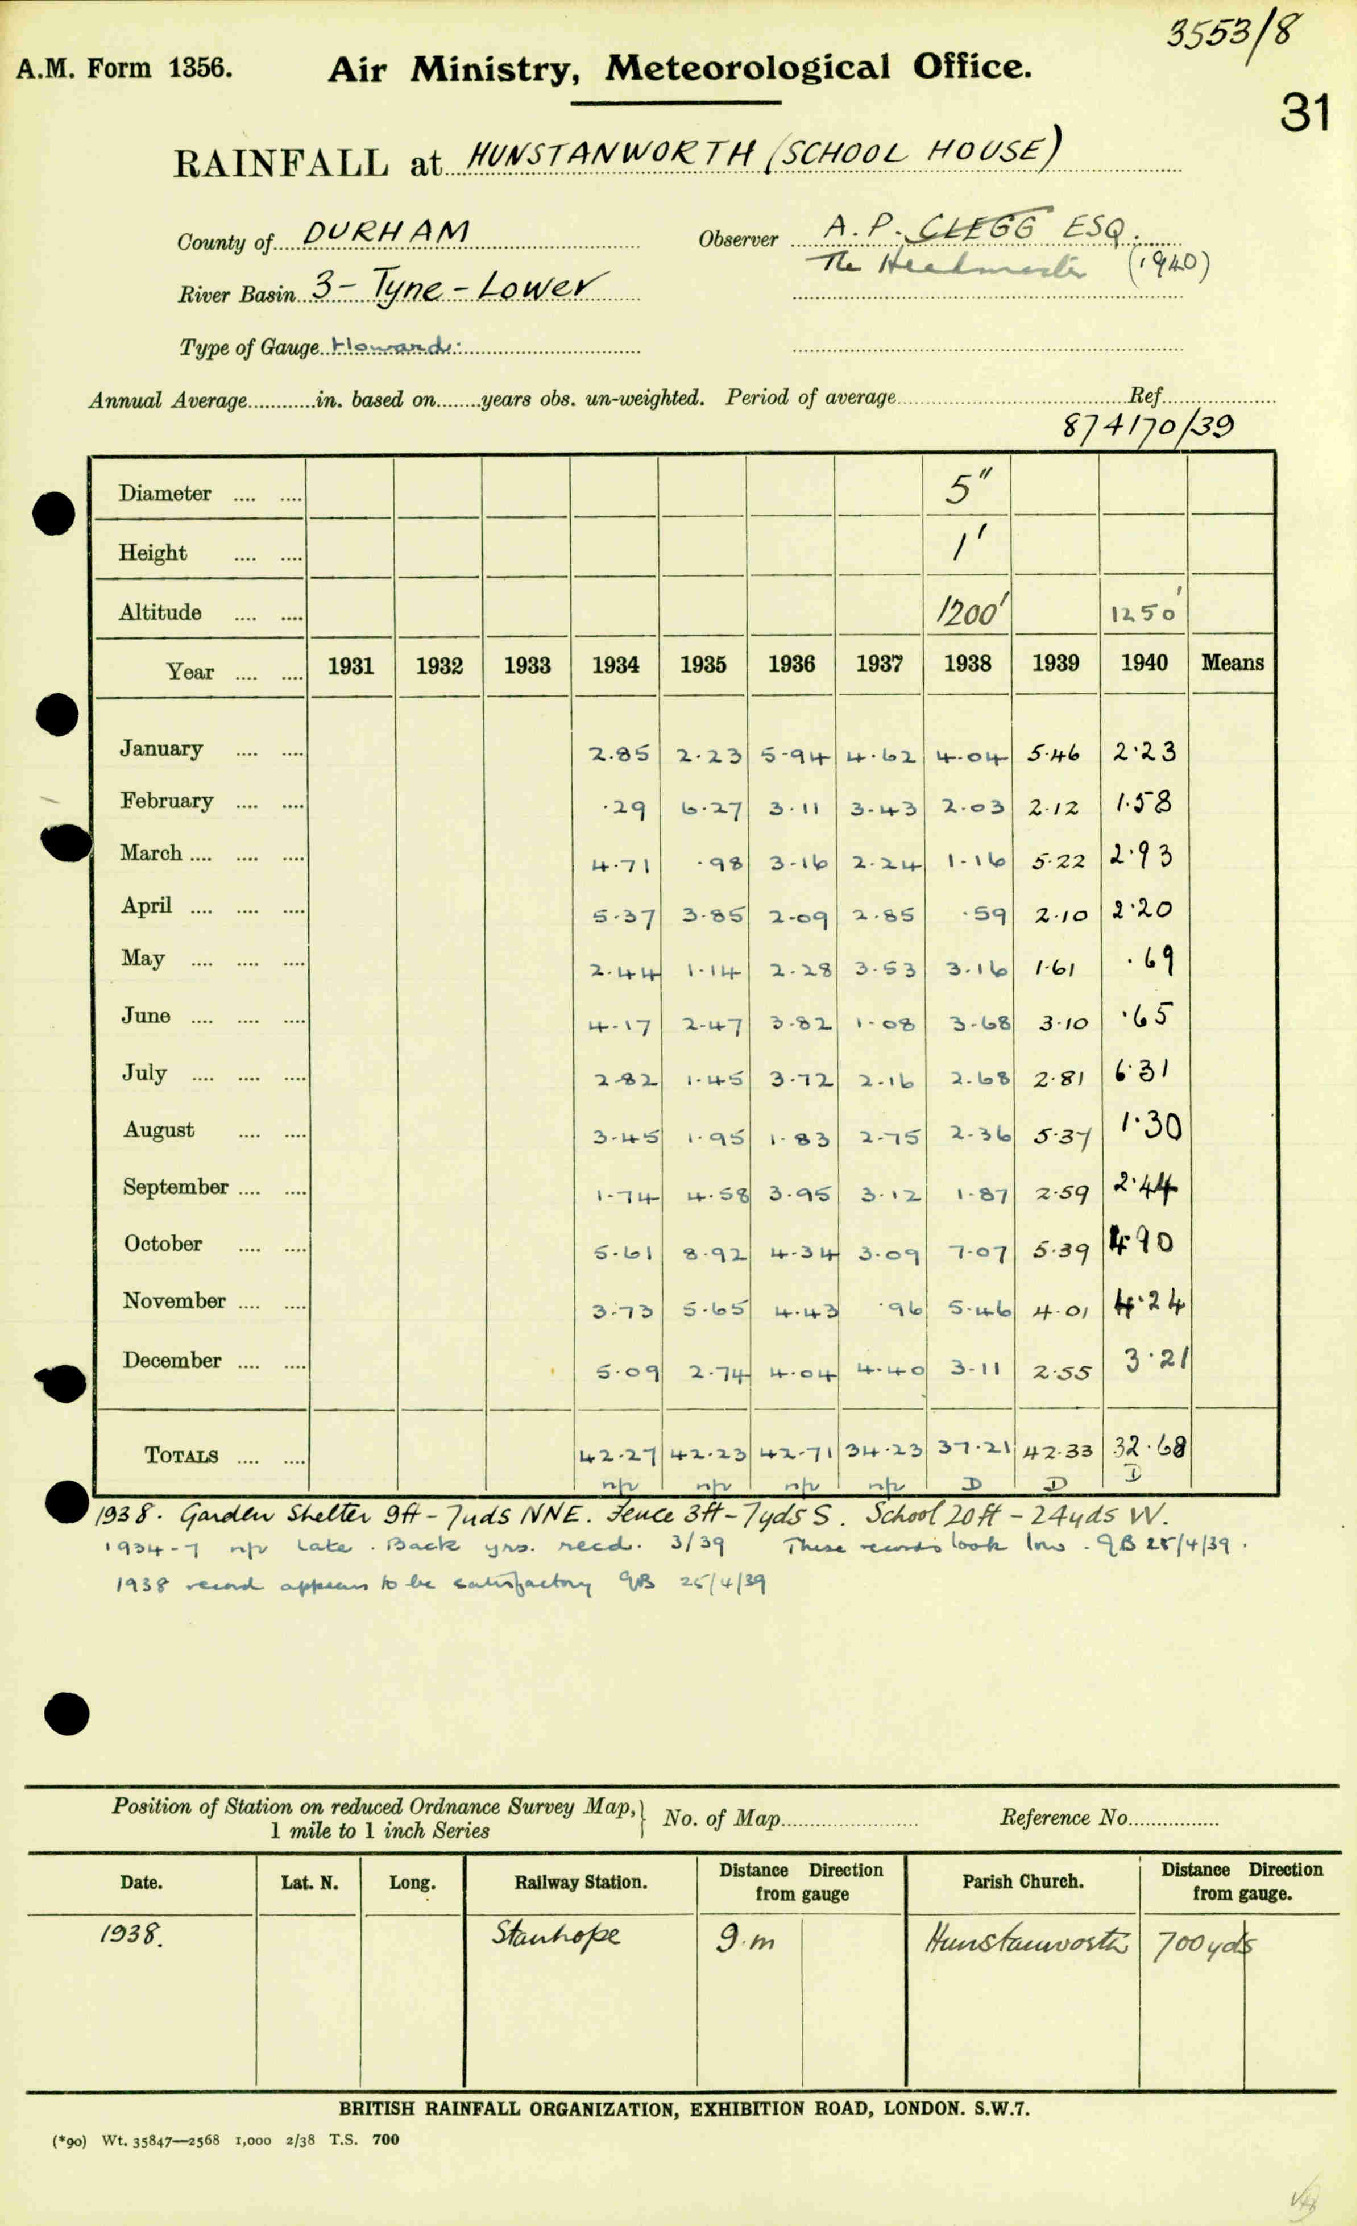 3553/8
A.M. Form 1356. Air Ministry, Meteorological Office.
31
RAINFALL at HUNSTANWORTH (SCHOOL HOUSE)
County of DURHAM Observer A. P. CLEGG ESQ.
The Headmaster (1940)
River Basin 3 - Tyne - Lower
Type of Gauge Howard.
Annual Average............in. based on........years obs. un-weighted. Period of average.................... Ref....................
874170/39
Diameter .... .... 5"
Height .... .... 1'
Altitude .... .... 1200' 1250'
Year .... .... 1931 1932 1933 1934 1935 1936 1937 1938 1939 1940 Means
January .... .... 2.85 2.23 5.94 4.62 4.04 5.46 2.23
February .... .... .29 6.27 3.11 3.43 2.03 2.12 1.58
March .... .... .... 4.71 .98 3.16 2.24 1.16 5.22 2.93
April .... .... .... 5.37 3.85 2.09 2.85 .59 2.10 2.20
May .... .... .... 2.44 1.14 2.28 3.53 3.16 1.61 .69
June .... .... .... 4.17 2.47 3.82 1.08 3.68 3.10 .65
July .... .... .... 2.82 1.45 3.72 2.16 2.68 2.81 6.31
August .... .... 3.45 1.95 1.83 2.75 2.36 5.37 1.30
September .... .... 1.74 4.58 3.95 3.12 1.87 2.59 2.44
October .... .... 5.61 8.92 4.34 3.09 7.07 5.39 4.90
November .... .... 3.73 5.65 4.43 .96 5.46 4.01 4.24
December .... .... 5.09 2.74 4.04 4.40 3.11 2.55 3.21
TOTALS .... .... 42.27 42.23 42.71 34.23 37.21 42.33 32.68
n/p n/p n/p n/p D D D
1938. Garden Shelter 9ft - 7yds NNE. Fence 3ft - 7yds S. School 20ft - 24yds W.
1934-7 n/p Late. Back yrs. recd. 3/39 These records look low. 25/4/39.
1938 record appears to be satisfactory 25/4/39
Position of Station on reduced Ordnance Survey Map, } No. of Map.................... Reference No.................
1 mile to 1 inch Series
Date. Lat. N. Long. Railway Station. Distance Direction from gauge Parish Church. Distance Direction from gauge.
1938. Stanhope 9.m Hunstanworth 700yds
BRITISH RAINFALL ORGANIZATION, EXHIBITION ROAD, LONDON. S.W.7.
(*90) Wt. 35847—2568 1,000 2/38 T.S. 700